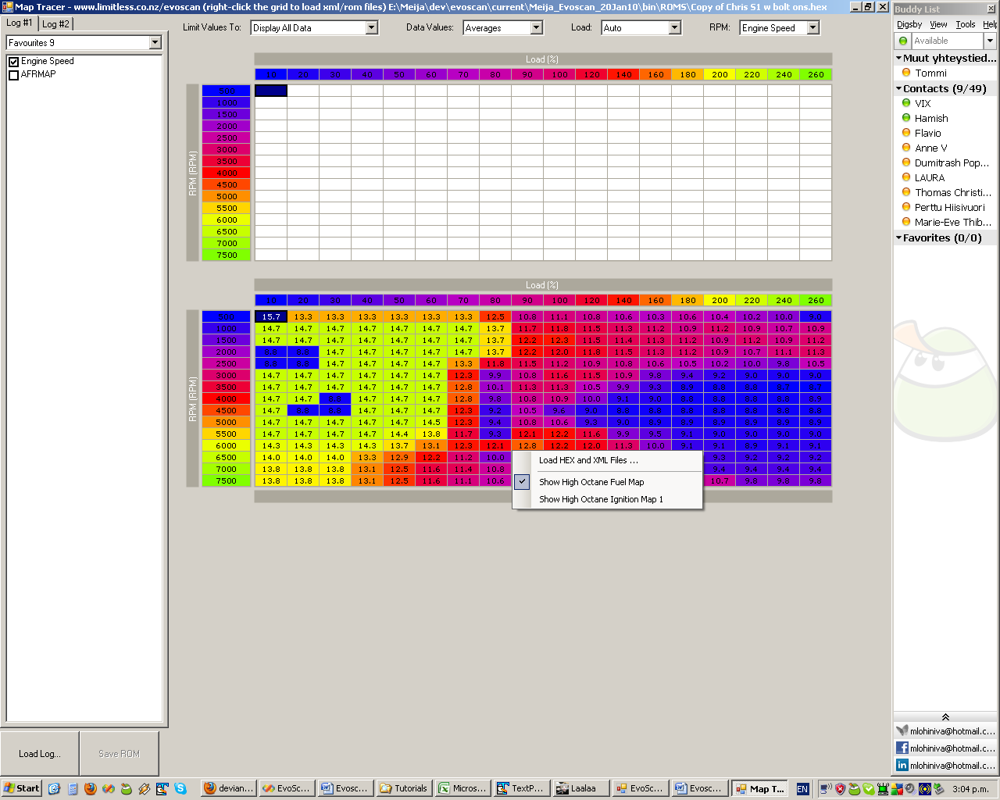 Map Tracer - www.limitless.co.nz/evoscan (right-click the grid to load xml/rom files) E:\Meija\dev\evoscan\current\Meija_Evoscan_20Jan10\bin\ROMS\Copy of Chris S1 w bolt ons.hex
Log #1 Log #2
Favourites 9
Engine Speed
AFRMAP
Load Log... Save ROM
Limit Values To: Display All Data Data Values: Averages Load: Auto RPM: Engine Speed
Load (%)
10 20 30 40 50 60 70 80 90 100 120 140 160 180 200 220 240 260
RPM (RPM)
500
1000
1500
2000
2500
3000
3500
4000
4500
5000
5500
6000
6500
7000
7500
Load (%)
10 20 30 40 50 60 70 80 90 100 120 140 160 180 200 220 240 260
RPM (RPM)
500 15.7 13.3 13.3 13.3 13.3 13.3 13.3 12.5 10.8 11.1 10.8 10.6 10.3 10.6 10.4 10.2 10.0 9.0
1000 14.7 14.7 14.7 14.7 14.7 14.7 14.7 13.7 11.7 11.8 11.5 11.3 11.2 10.9 11.2 10.9 10.7 10.9
1500 14.7 14.7 14.7 14.7 14.7 14.7 14.7 13.7 12.2 12.3 11.5 11.4 11.3 11.2 10.9 11.2 10.9 11.2
2000 8.8 8.8 14.7 14.7 14.7 14.7 14.7 13.7 12.2 12.0 11.8 11.5 11.3 11.2 10.9 10.7 11.1 11.3
2500 8.8 8.8 14.7 14.7 14.7 14.7 13.3 11.8 11.5 11.2 10.9 10.8 10.6 10.5 10.2 10.0 9.8 10.5
3000 14.7 14.7 14.7 14.7 14.7 14.7 12.3 9.9 10.8 11.6 11.5 10.9 9.8 9.4 9.2 9.0 9.0 9.0
3500 14.7 14.7 14.7 14.7 14.7 14.7 12.8 10.1 11.3 11.3 10.5 9.9 9.3 8.9 8.8 8.7 8.7
4000 14.7 14.7 8.8 14.7 14.7 14.7 12.8 9.8 10.8 10.9 10.0 9.1 9.0 8.8 8.8 8.8 8.8 8.9
4500 14.7 8.8 14.7 14.7 14.7 12.3 9.2 10.5 9.6 9.0 8.8 8.8 8.8 8.8 8.8
5000 14.7 14.7 14.7 14.7 14.7 14.5 12.3 9.4 10.8 10.6 9.3 9.0 8.9 8.9 8.9 8.9 8.9 8.9
5500 14.7 14.7 14.7 14.7 14.4 13.8 11.7 9.3 12.1 12.2 11.6 9.9 9.5 9.1 9.0 9.0 9.0 9.0
6000 14.3 14.3 14.3 14.3 13.7 13.1 12.3 12.1 12.8 12.2 12.0 11.3 10.0 9.1 9.1 8.9 9.1 9.1
6500 14.0 14.0 14.0 13.3 12.9 12.2 11.2 10.0 9.3 9.2 9.2 9.2
7000 13.8 13.8 13.8 13.1 12.5 11.6 11.4 10.8 9.4 9.4 9.4 9.4
7500 13.8 13.8 13.8 13.1 12.5 11.6 11.1 10.6 10.7 9.8 9.8 9.8
Load HEX and XML Files ...
Show High Octane Fuel Map
Show High Octane Ignition Map 1
Buddy List
Digsby View Tools Help
Available
Muut yhteystied...
Tommi
Contacts (9/49)
VIX
Hamish
Flavio
Anne V
Dumitrash Pop...
LAURA
Thomas Christi...
Perttu Hiisivuori
Marie-Eve Thib...
Favorites (0/0)
mlohiniva@hotmail.c...
mlohiniva@hotmail.c...
mlohiniva@hotmail.c...
Start devian... EvoSc... Evosc... Tutorials Micros... TextP... Laalaa EvoSc... Evosc... Map T... EN 3:04 p.m.